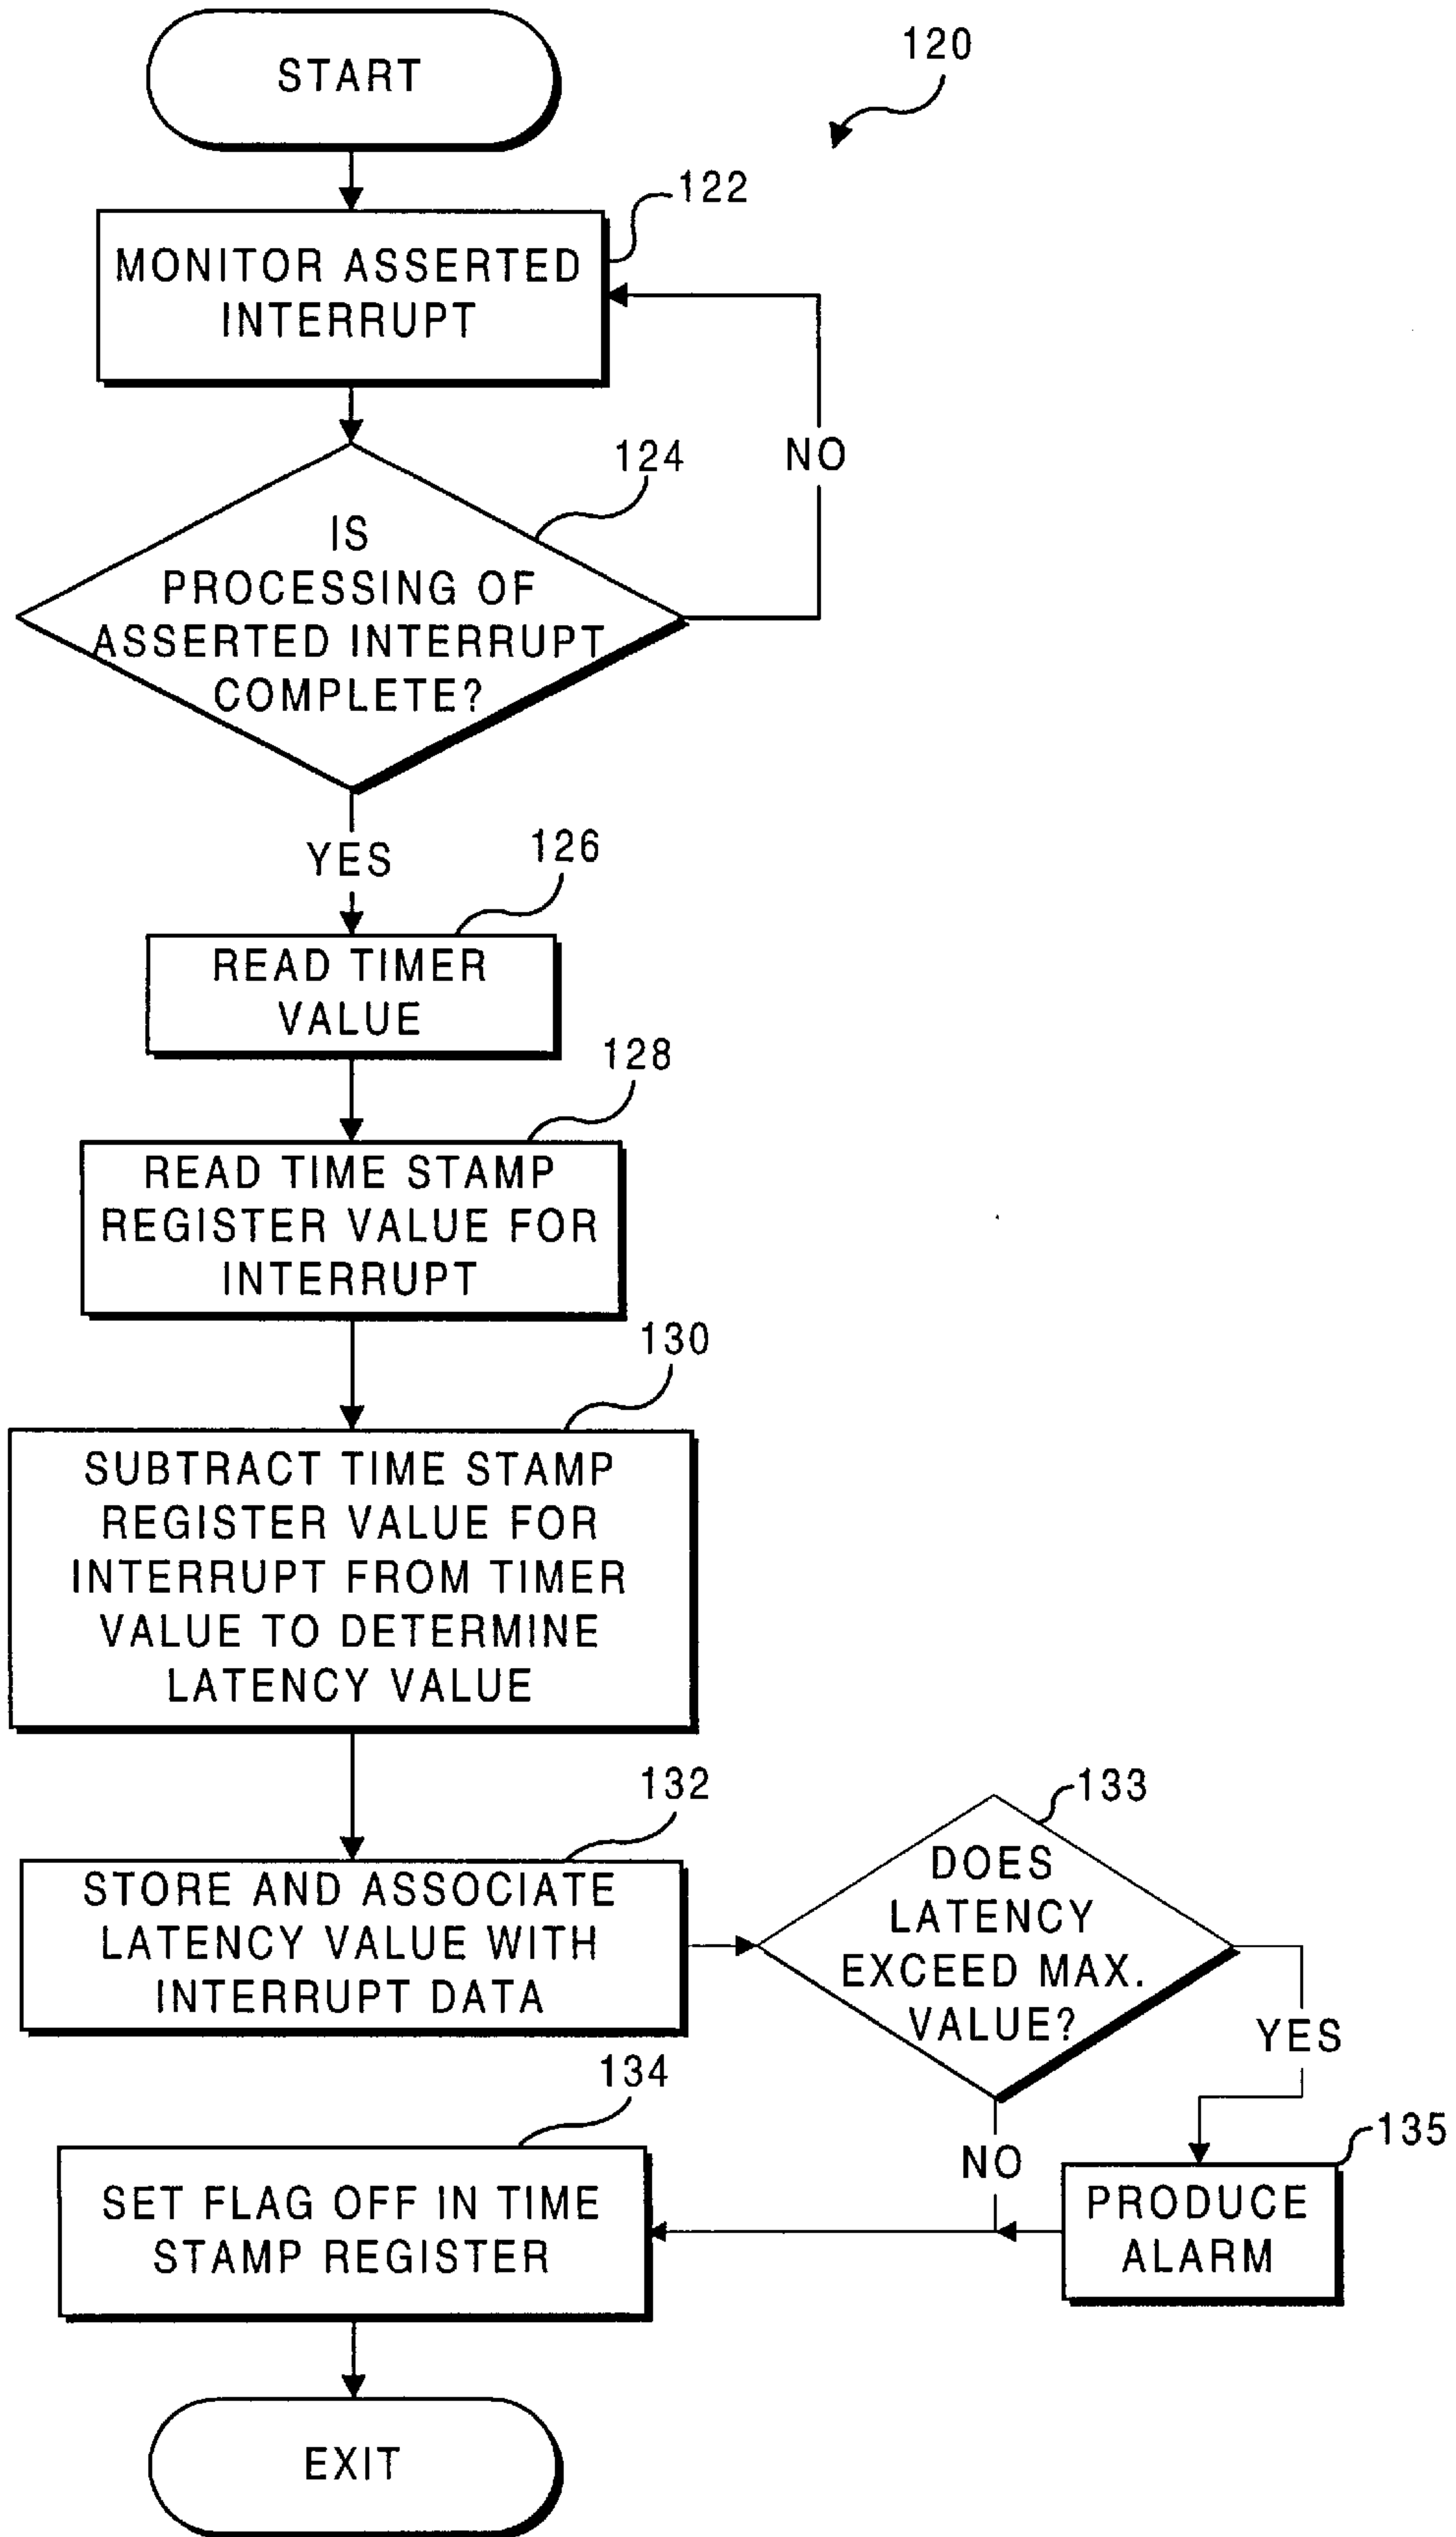 START
120
122
MONITOR ASSERTED
INTERRUPT
124
NO
IS
PROCESSING OF
ASSERTED INTERRUPT
COMPLETE?
YES
126
READ TIMER
VALUE
128
READ TIME STAMP
REGISTER VALUE FOR
INTERRUPT
130
SUBTRACT TIME STAMP
REGISTER VALUE FOR
INTERRUPT FROM TIMER
VALUE TO DETERMINE
LATENCY VALUE
132
STORE AND ASSOCIATE
LATENCY VALUE WITH
INTERRUPT DATA
133
DOES
LATENCY
EXCEED MAX.
VALUE?
YES
NO
135
PRODUCE
ALARM
134
SET FLAG OFF IN TIME
STAMP REGISTER
EXIT